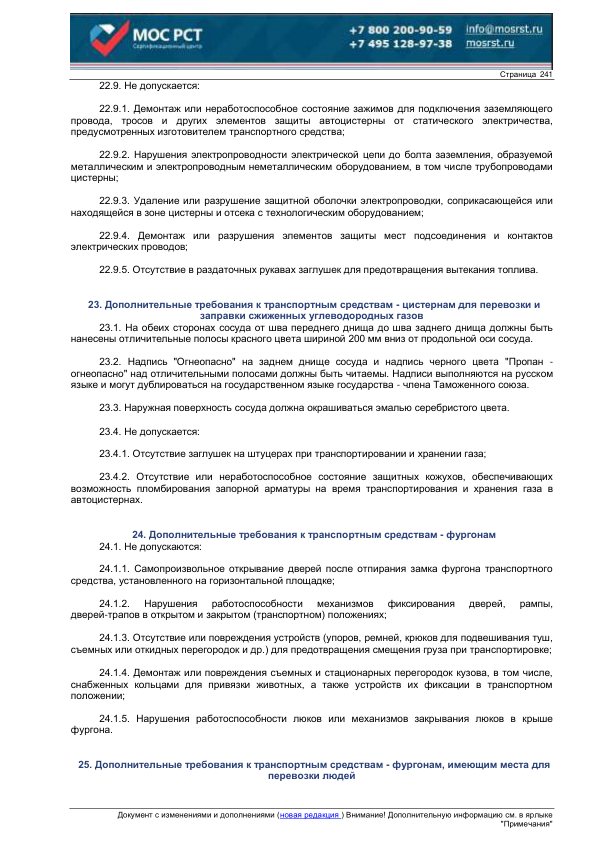 МОС РСТ
Сертификационный центр
+7 800 200-90-59
+7 495 128-97-38
info@mosrst.ru
mosrst.ru
Страница 241
22.9. Не допускается:
22.9.1. Демонтаж или неработоспособное состояние зажимов для подключения заземляющего
провода, тросов и других элементов защиты автоцистерны от статического электричества,
предусмотренных изготовителем транспортного средства;
22.9.2. Нарушения электропроводности электрической цепи до болта заземления, образуемой
металлическим и электропроводным неметаллическим оборудованием, в том числе трубопроводами
цистерны;
22.9.3. Удаление или разрушение защитной оболочки электропроводки, соприкасающейся или
находящейся в зоне цистерны и отсека с технологическим оборудованием;
22.9.4. Демонтаж или разрушения элементов защиты мест подсоединения и контактов
электрических проводов;
22.9.5. Отсутствие в раздаточных рукавах заглушек для предотвращения вытекания топлива.
23. Дополнительные требования к транспортным средствам - цистернам для перевозки и
заправки сжиженных углеводородных газов
23.1. На обеих сторонах сосуда от шва переднего днища до шва заднего днища должны быть
нанесены отличительные полосы красного цвета шириной 200 мм вниз от продольной оси сосуда.
23.2. Надпись "Огнеопасно" на заднем днище сосуда и надпись черного цвета "Пропан -
огнеопасно" над отличительными полосами должны быть читаемы. Надписи выполняются на русском
языке и могут дублироваться на государственном языке государства - члена Таможенного союза.
23.3. Наружная поверхность сосуда должна окрашиваться эмалью серебристого цвета.
23.4. Не допускается:
23.4.1. Отсутствие заглушек на штуцерах при транспортировании и хранении газа;
23.4.2. Отсутствие или неработоспособное состояние защитных кожухов, обеспечивающих
возможность пломбирования запорной арматуры на время транспортирования и хранения газа в
автоцистернах.
24. Дополнительные требования к транспортным средствам - фургонам
24.1. Не допускаются:
24.1.1. Самопроизвольное открывание дверей после отпирания замка фургона транспортного
средства, установленного на горизонтальной площадке;
24.1.2. Нарушения работоспособности механизмов фиксирования дверей, рампы,
дверей-трапов в открытом и закрытом (транспортном) положениях;
24.1.3. Отсутствие или повреждения устройств (упоров, ремней, крюков для подвешивания туш,
съемных или откидных перегородок и др.) для предотвращения смещения груза при транспортировке;
24.1.4. Демонтаж или повреждения съемных и стационарных перегородок кузова, в том числе,
снабженных кольцами для привязки животных, а также устройств их фиксации в транспортном
положении;
24.1.5. Нарушения работоспособности люков или механизмов закрывания люков в крыше
фургона.
25. Дополнительные требования к транспортным средствам - фургонам, имеющим места для
перевозки людей
Документ с изменениями и дополнениями (новая редакция ) Внимание! Дополнительную информацию см. в ярлыке
"Примечания"